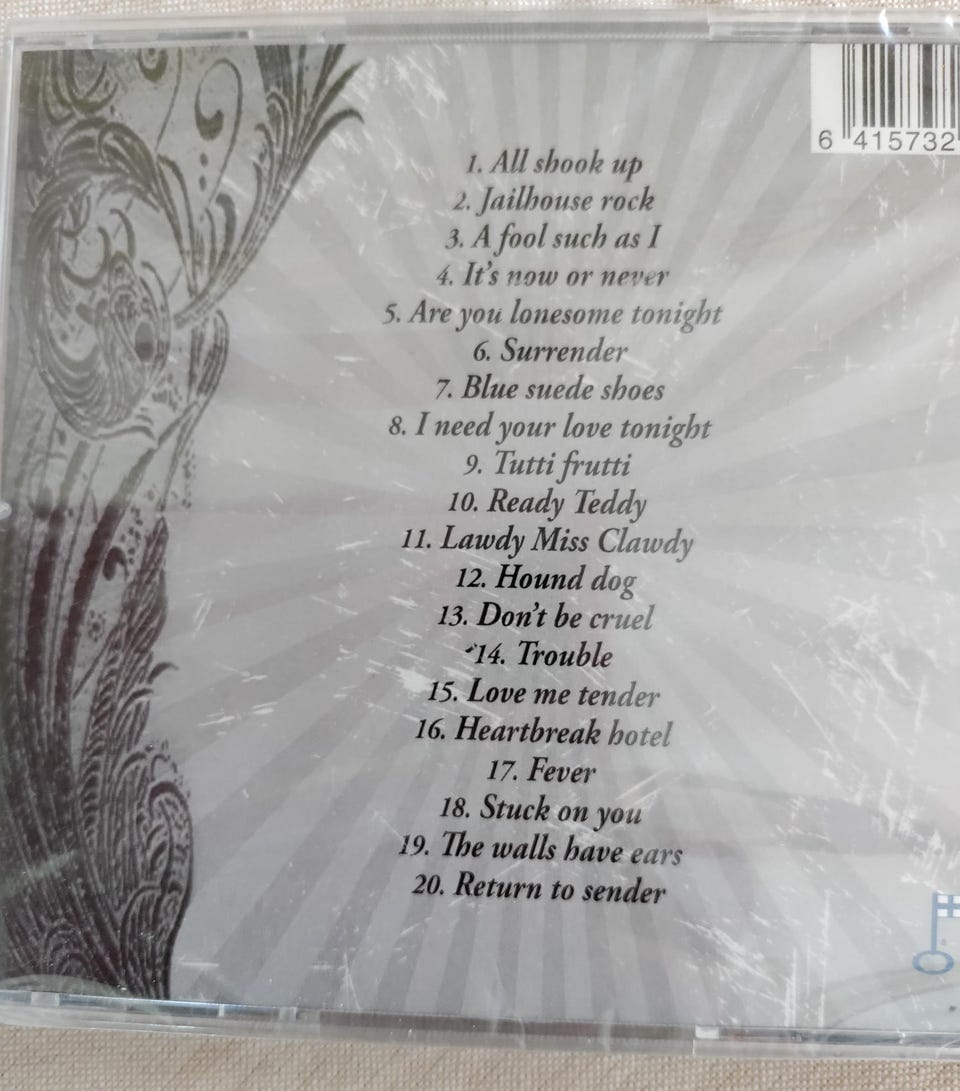 6 415732
1. All shook up
2. Jailhouse rock
3. A fool such as I
4. It's now or never
5. Are you lonesome tonight
6. Surrender
7. Blue suede shoes
8. I need your love tonight
9. Tutti frutti
10. Ready Teddy
11. Lawdy Miss Clawdy
12. Hound dog
13. Don't be cruel
14. Trouble
15. Love me tender
16. Heartbreak hotel
17. Fever
18. Stuck on you
19. The walls have ears
20. Return to sender